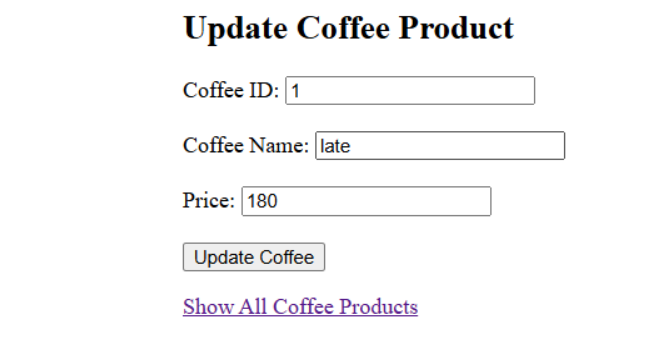 Update Coffee Product
Coffee ID: 1
Coffee Name: late
Price: 180
Update Coffee
Show All Coffee Products